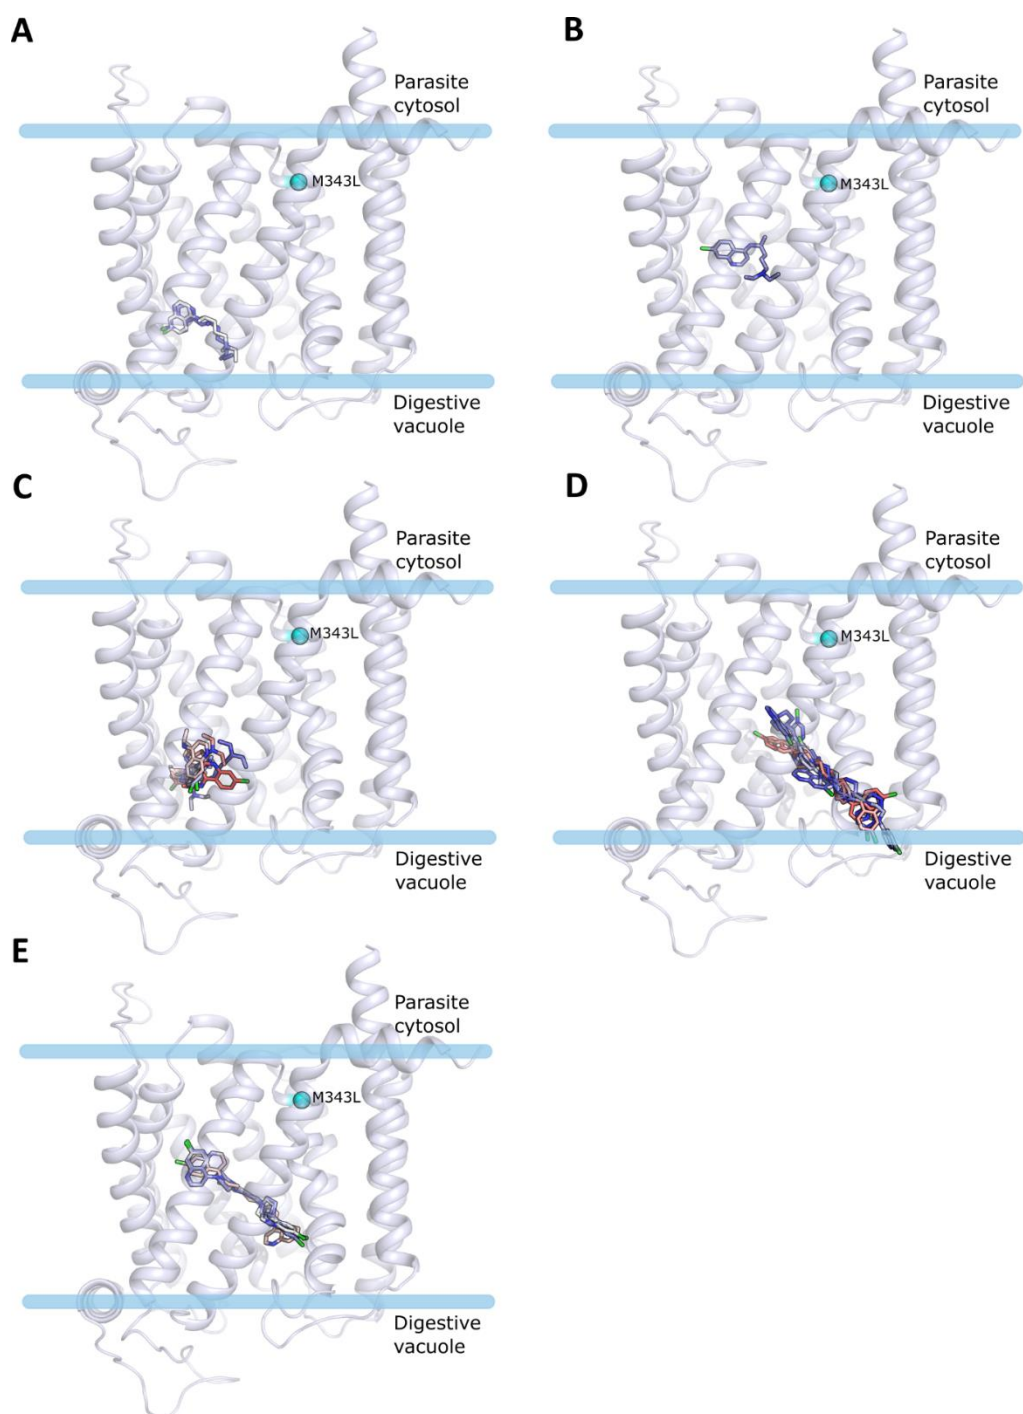 A
Parasite
cytosol
M343L
Digestive
vacuole
B
Parasite
cytosol
M343L
Digestive
vacuole
C
Parasite
cytosol
M343L
Digestive
vacuole
D
Parasite
cytosol
M343L
Digestive
vacuole
E
Parasite
cytosol
M343L
Digestive
vacuole